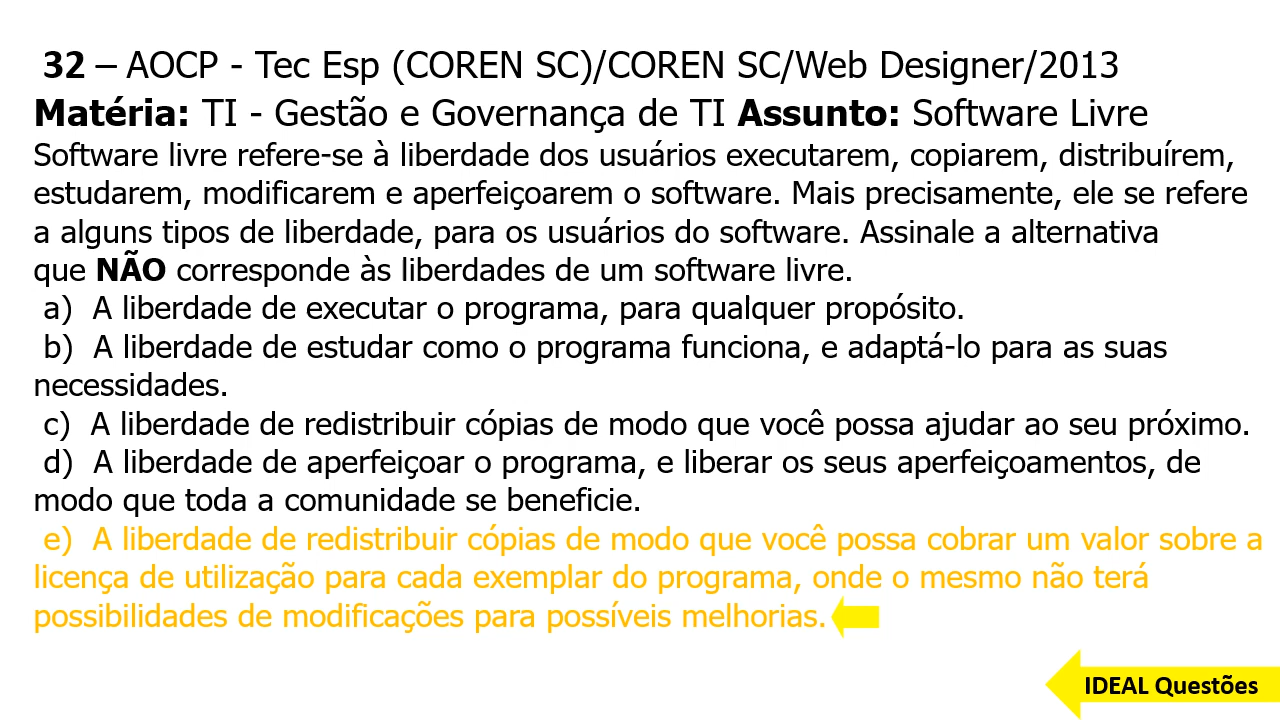 32 – AOCP - Tec Esp (COREN SC)/COREN SC/Web Designer/2013
Matéria: TI - Gestão e Governança de TI Assunto: Software Livre
Software livre refere-se à liberdade dos usuários executarem, copiarem, distribuírem,
estudarem, modificarem e aperfeiçoarem o software. Mais precisamente, ele se refere
a alguns tipos de liberdade, para os usuários do software. Assinale a alternativa
que NÃO corresponde às liberdades de um software livre.
a) A liberdade de executar o programa, para qualquer propósito.
b) A liberdade de estudar como o programa funciona, e adaptá-lo para as suas
necessidades.
c) A liberdade de redistribuir cópias de modo que você possa ajudar ao seu próximo.
d) A liberdade de aperfeiçoar o programa, e liberar os seus aperfeiçoamentos, de
modo que toda a comunidade se beneficie.
e) A liberdade de redistribuir cópias de modo que você possa cobrar um valor sobre a
licença de utilização para cada exemplar do programa, onde o mesmo não terá
possibilidades de modificações para possíveis melhorias.
IDEAL Questões